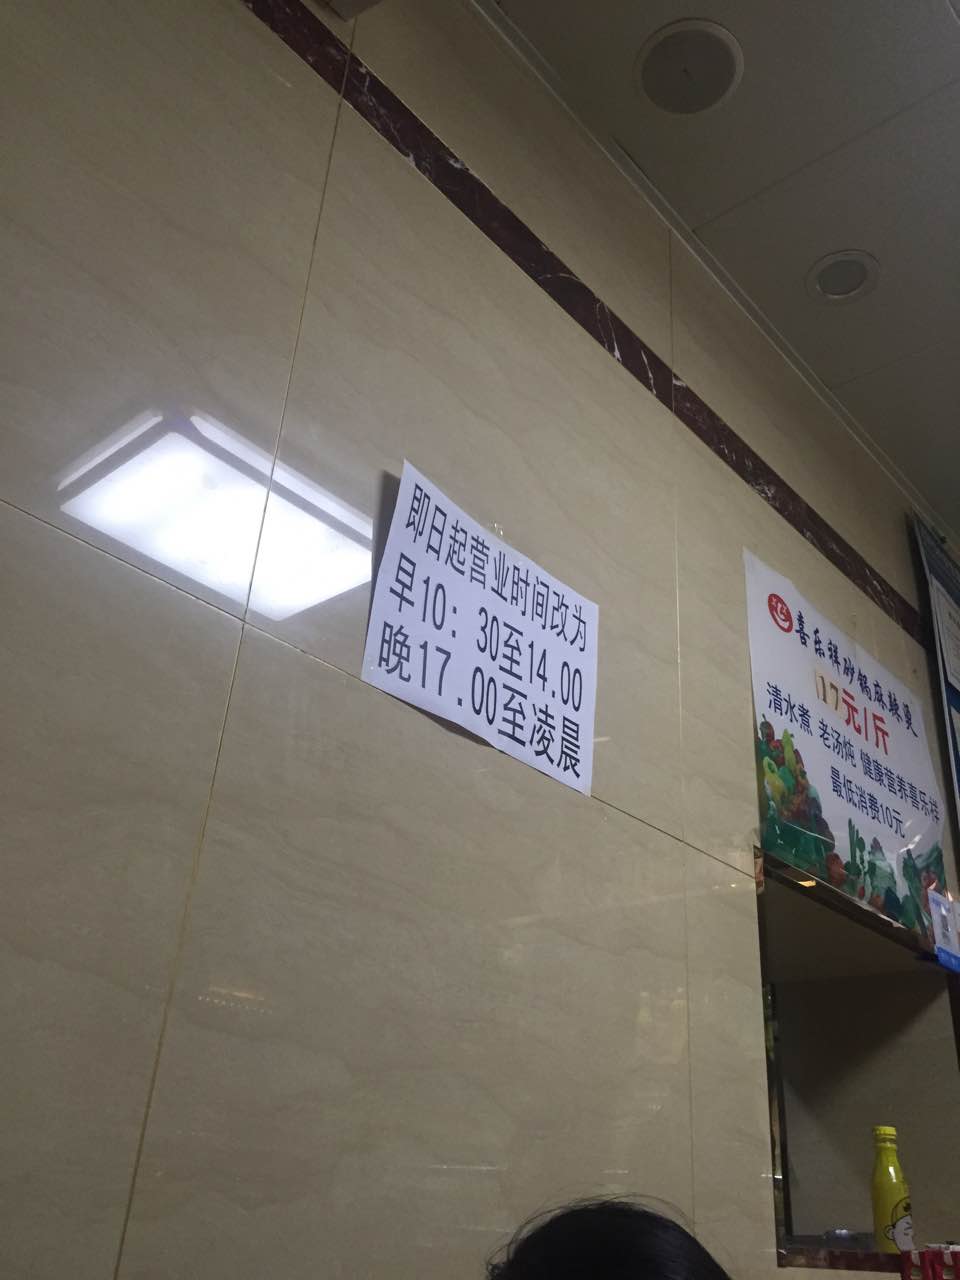 即日起营业时间改为
早10：30至14.00
晚17.00至凌晨
喜乐祥砂锅麻辣烫
17元/斤
清水煮 老汤炖 健康营养喜乐祥
最低消费10元